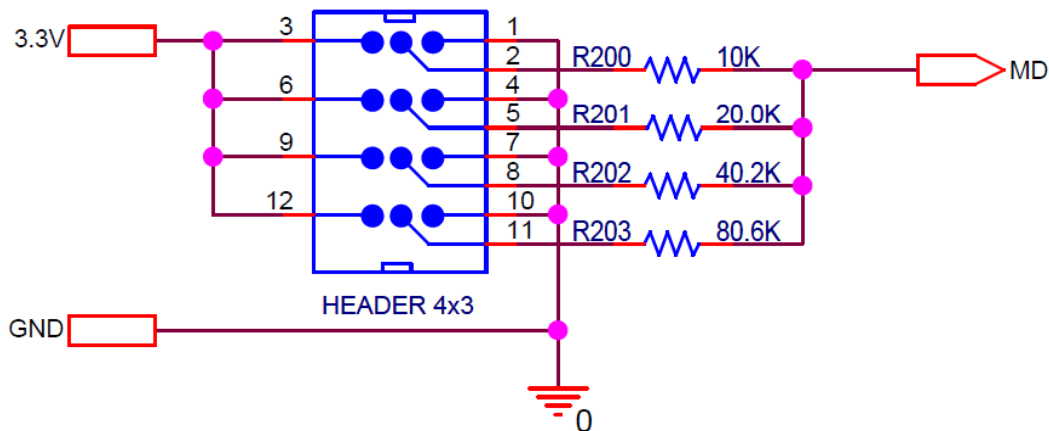 3.3V 3 1
2 R200 10K MD
6 4
5 R201 20.0K
9 7
8 R202 40.2K
12 10
11 R203 80.6K
HEADER 4x3
GND
0